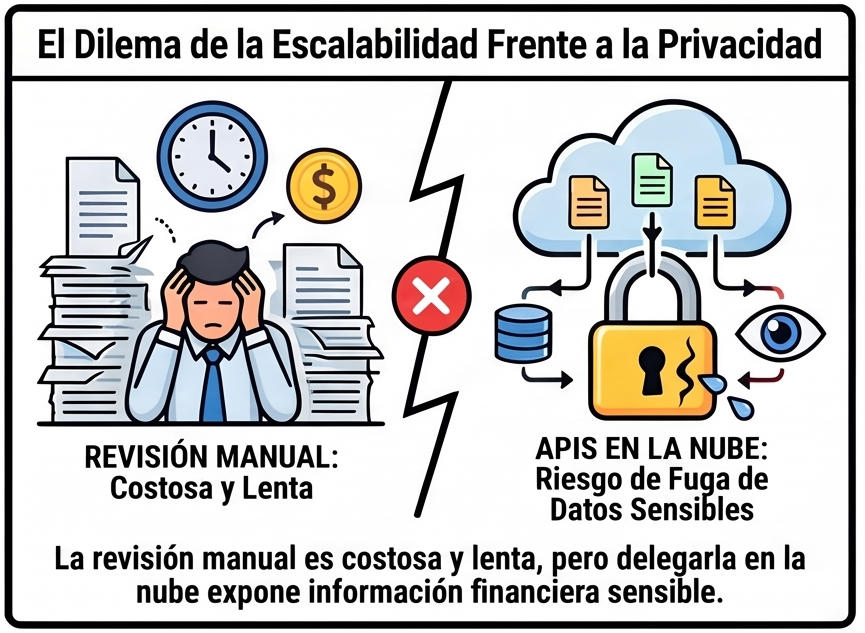 El Dilema de la Escalabilidad Frente a la Privacidad
$
REVISIÓN MANUAL:
Costosa y Lenta
APIS EN LA NUBE:
Riesgo de Fuga de
Datos Sensibles
La revisión manual es costosa y lenta, pero delegarla en la
nube expone información financiera sensible.